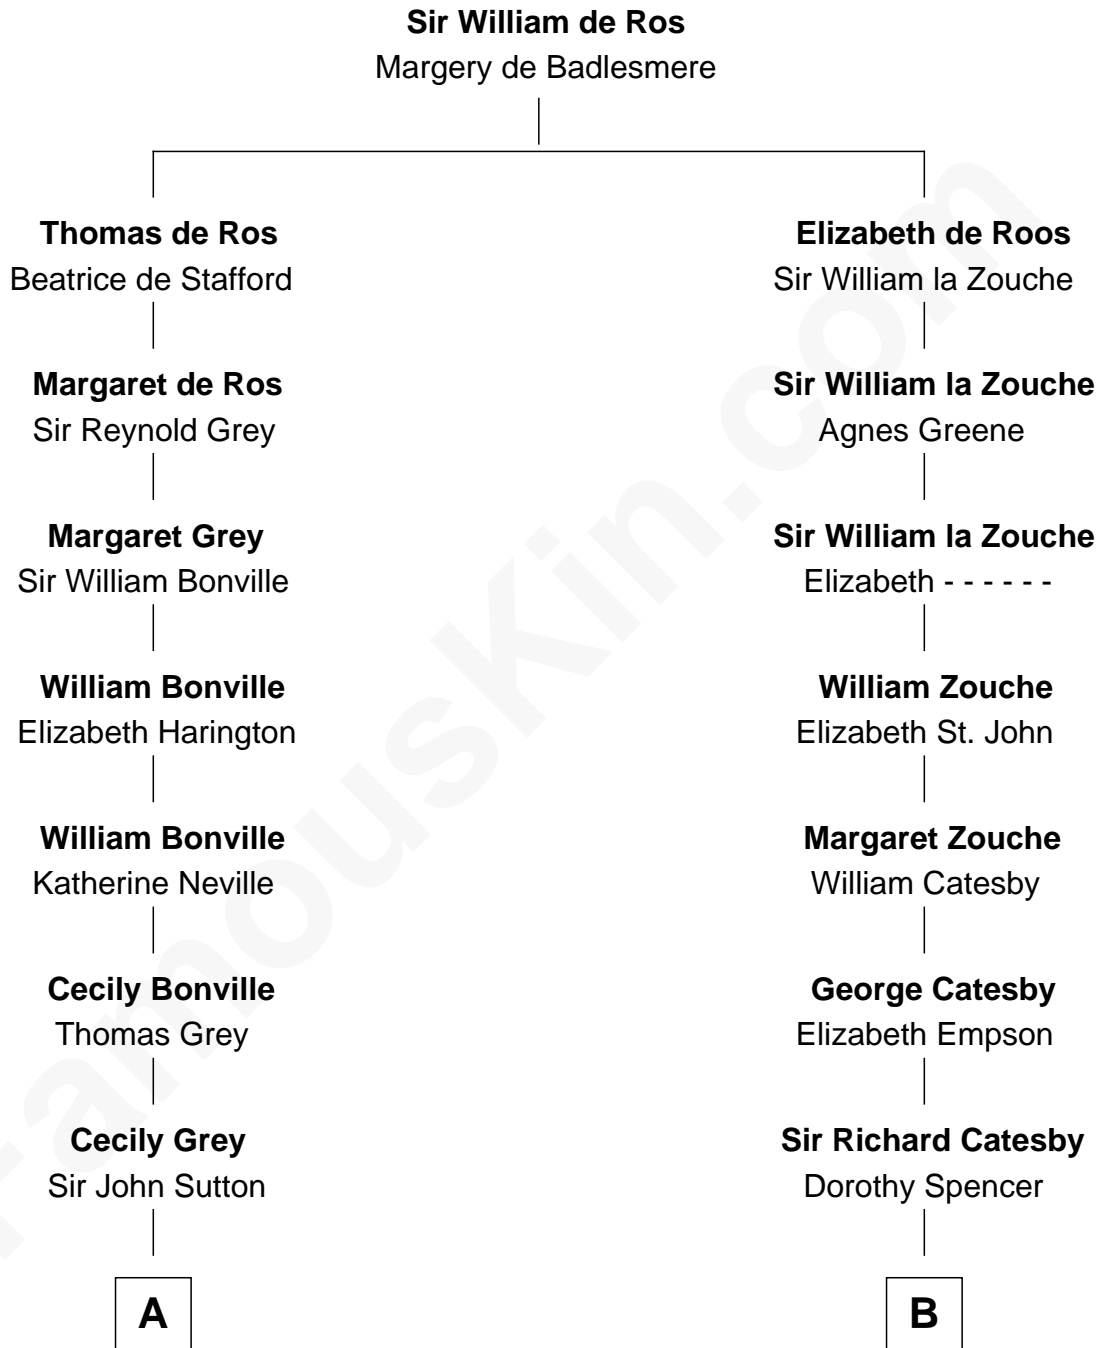 Sir William de Ros
Margery de Badlesmere
Thomas de Ros
Beatrice de Stafford
Elizabeth de Roos
Sir William la Zouche
Margaret de Ros
Sir Reynold Grey
Sir William la Zouche
Agnes Greene
Margaret Grey
Sir William Bonville
Sir William la Zouche
Elizabeth - - - - - -
William Bonville
Elizabeth Harington
William Zouche
Elizabeth St. John
William Bonville
Katherine Neville
Margaret Zouche
William Catesby
Cecily Bonville
Thomas Grey
George Catesby
Elizabeth Empson
Cecily Grey
Sir John Sutton
Sir Richard Catesby
Dorothy Spencer
A
B
FamousKin.com